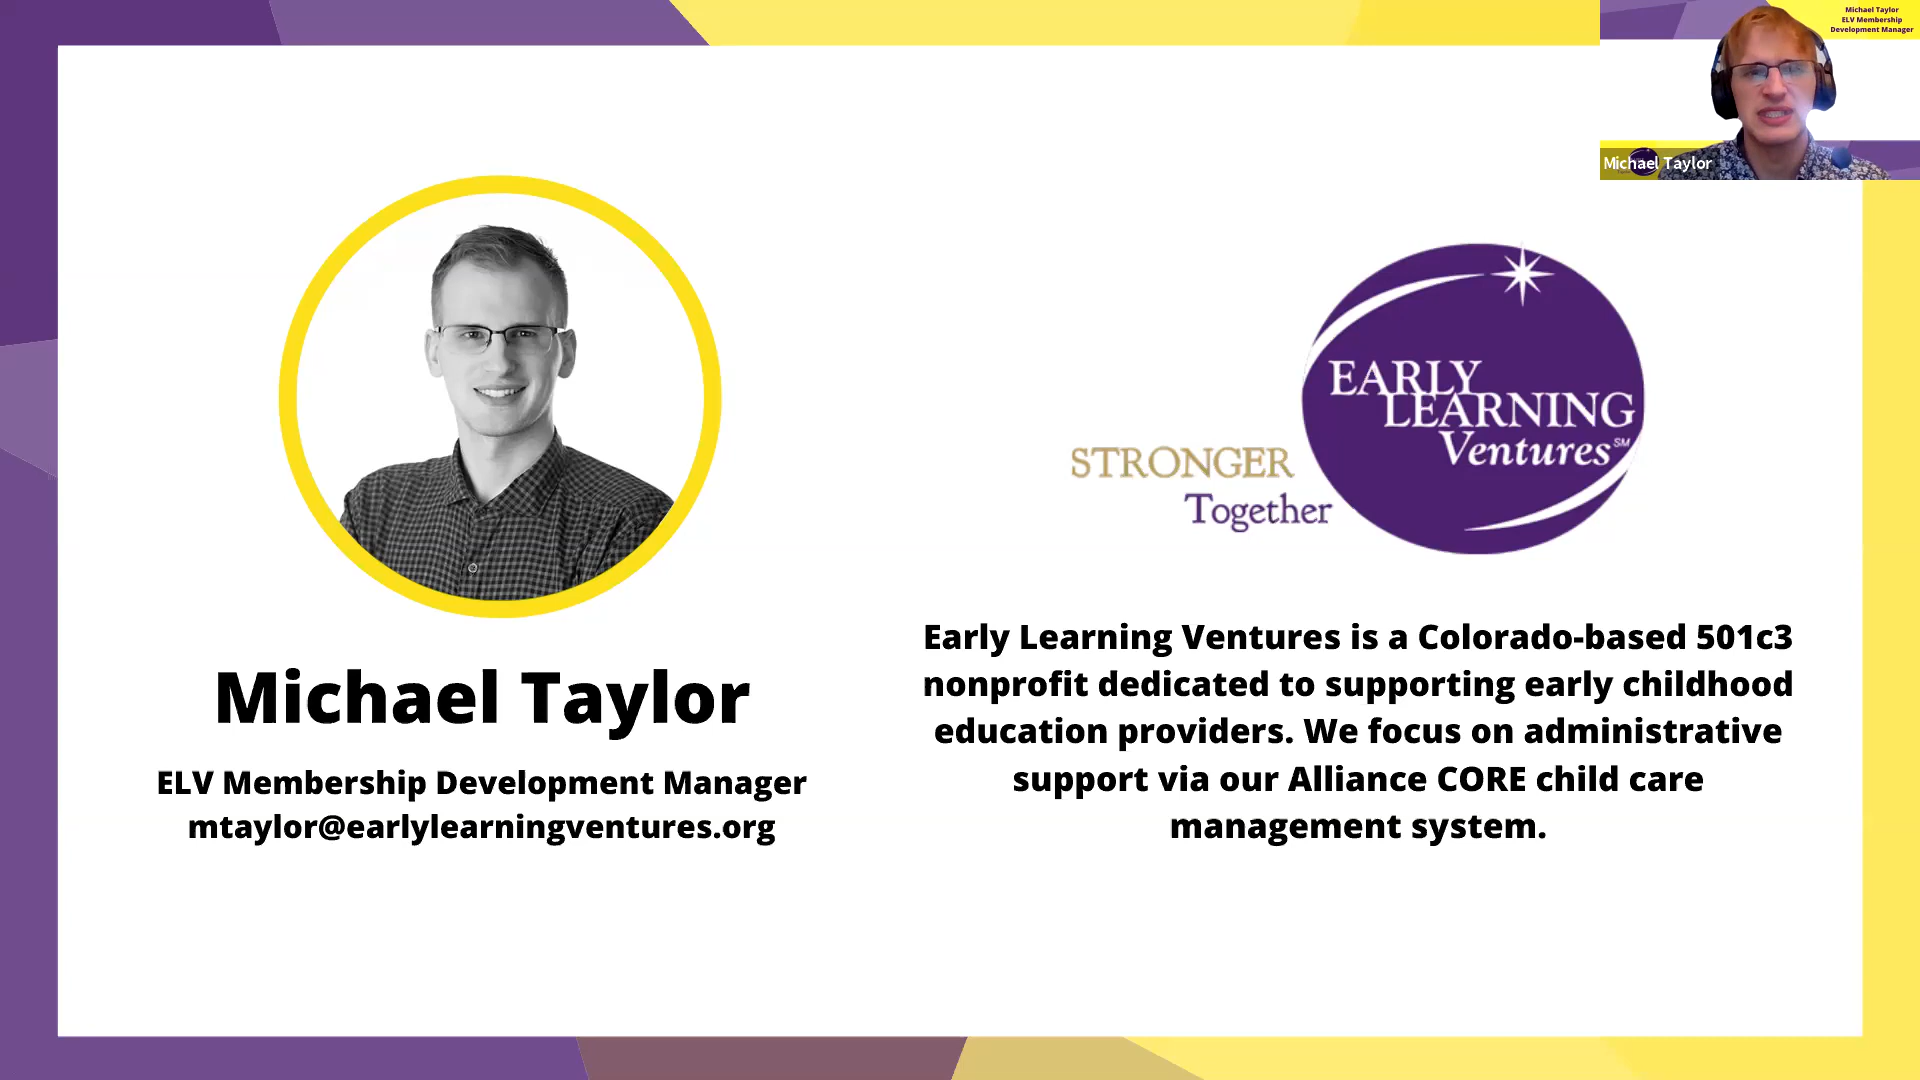 Michael Taylor
ELV Membership
Development Manager
Michael Taylor
EARLY
LEARNING
Ventures℠
STRONGER
Together
Michael Taylor
ELV Membership Development Manager
mtaylor@earlylearningventures.org
Early Learning Ventures is a Colorado-based 501c3
nonprofit dedicated to supporting early childhood
education providers. We focus on administrative
support via our Alliance CORE child care
management system.